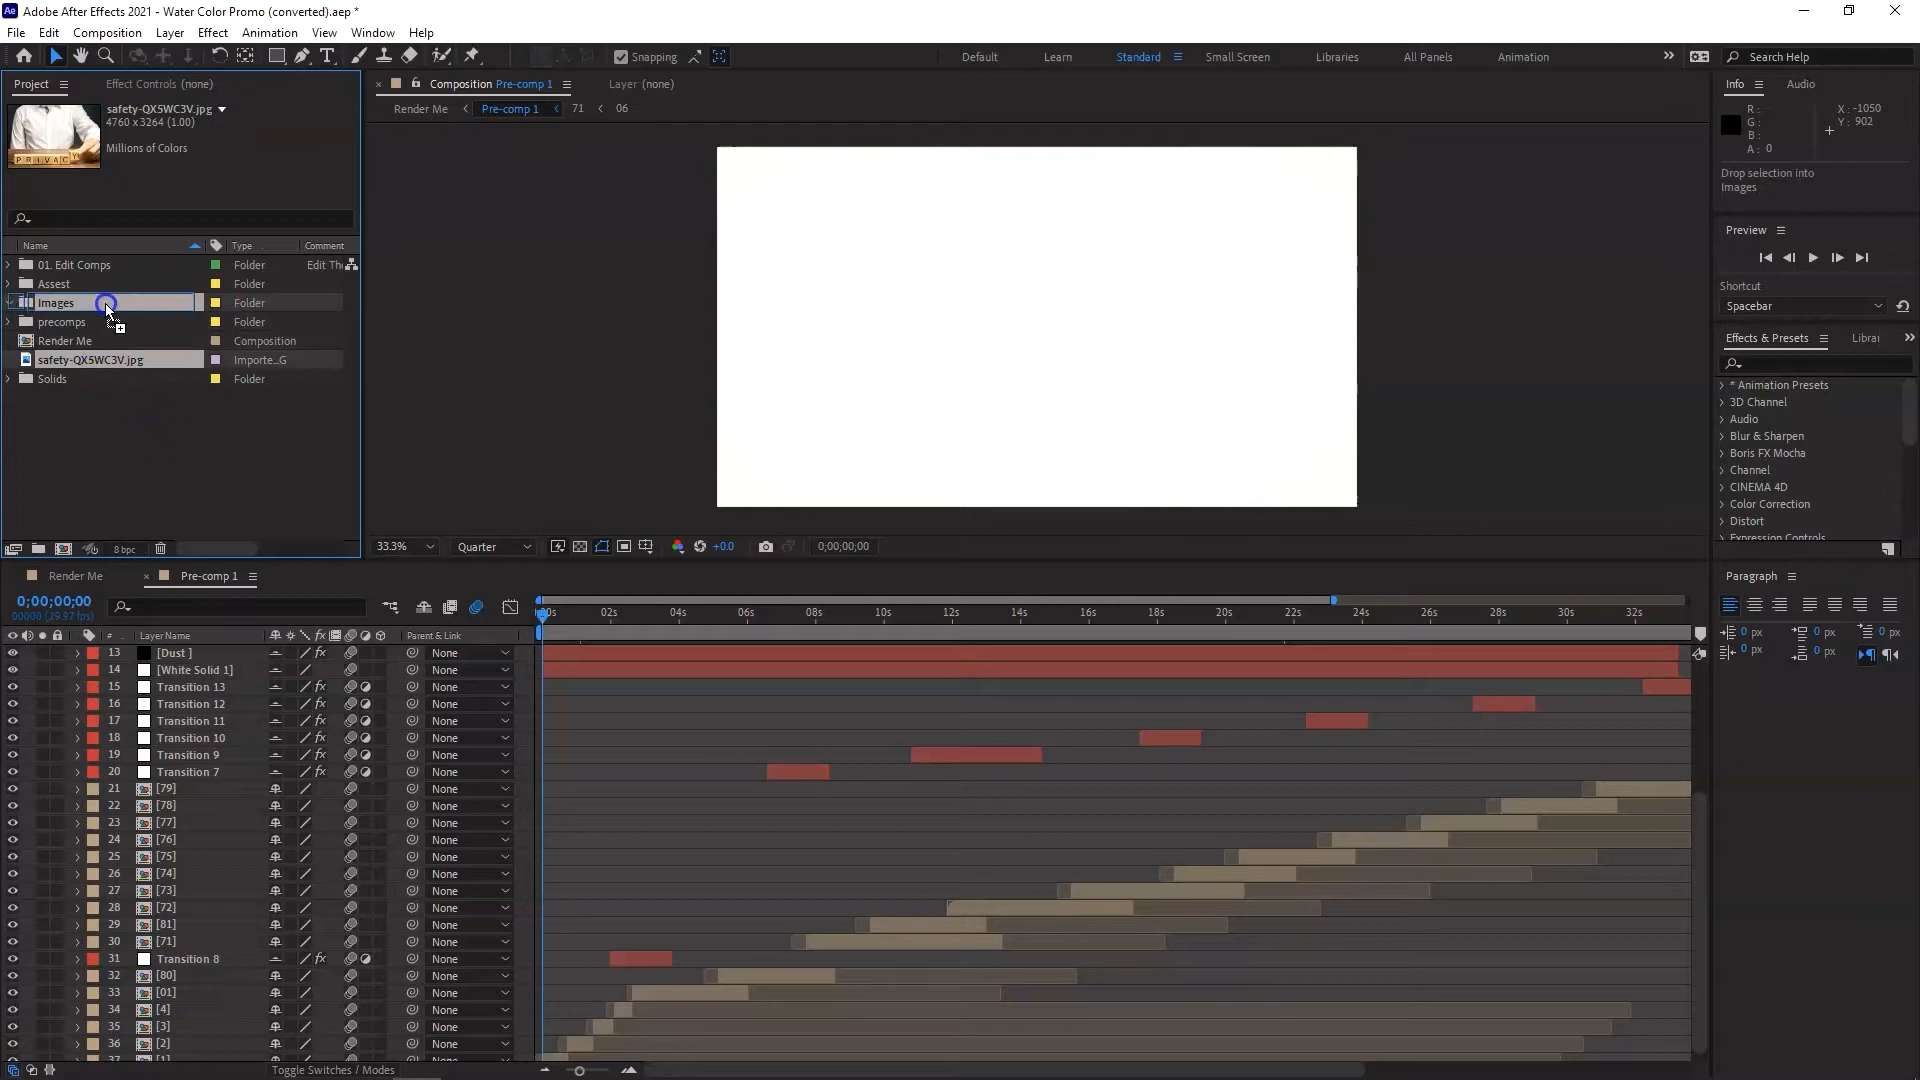 Adobe After Effects 2021 - Water Color Promo (converted).aep *
File Edit Composition Layer Effect Animation View Window Help
Snapping Default Learn Standard Small Screen Libraries All Panels Animation Search Help
Project Effect Controls (none)
safety-QX5WC3V.jpg
4760 x 3264 (1.00)
Millions of Colors
PRIVACY
Name Type Comment
01. Edit Comps Folder Edit Th
Assest Folder
Images Folder
precomps Folder
Render Me Composition
safety-QX5WC3V.jpg Importe...G
Solids Folder
8 bpc
Composition Pre-comp 1 Layer (none)
Render Me Pre-comp 1 71 06
33.3% Quarter +0.0 0;00;00;00
Info Audio
R : X : -1050
G : Y : 902
B :
A : 0
Drop selection into
Images
Preview
Shortcut
Spacebar
Effects & Presets Librai
* Animation Presets
3D Channel
Audio
Blur & Sharpen
Boris FX Mocha
Channel
CINEMA 4D
Color Correction
Distort
Expression Controls
Paragraph
0 px 0 px 0 px
0 px 0 px
Render Me Pre-comp 1
0;00;00;00
00000 (29.97 fps)
# Layer Name Parent & Link
02s 04s 06s 08s 10s 12s 14s 16s 18s 20s 22s 24s 26s 28s 30s 32s
13 [Dust ] None
14 [White Solid 1] None
15 Transition 13 None
16 Transition 12 None
17 Transition 11 None
18 Transition 10 None
19 Transition 9 None
20 Transition 7 None
21 [79] None
22 [78] None
23 [77] None
24 [76] None
25 [75] None
26 [74] None
27 [73] None
28 [72] None
29 [81] None
30 [71] None
31 Transition 8 None
32 [80] None
33 [01] None
34 [4] None
35 [3] None
36 [2] None
37 [1] None
Toggle Switches / Modes